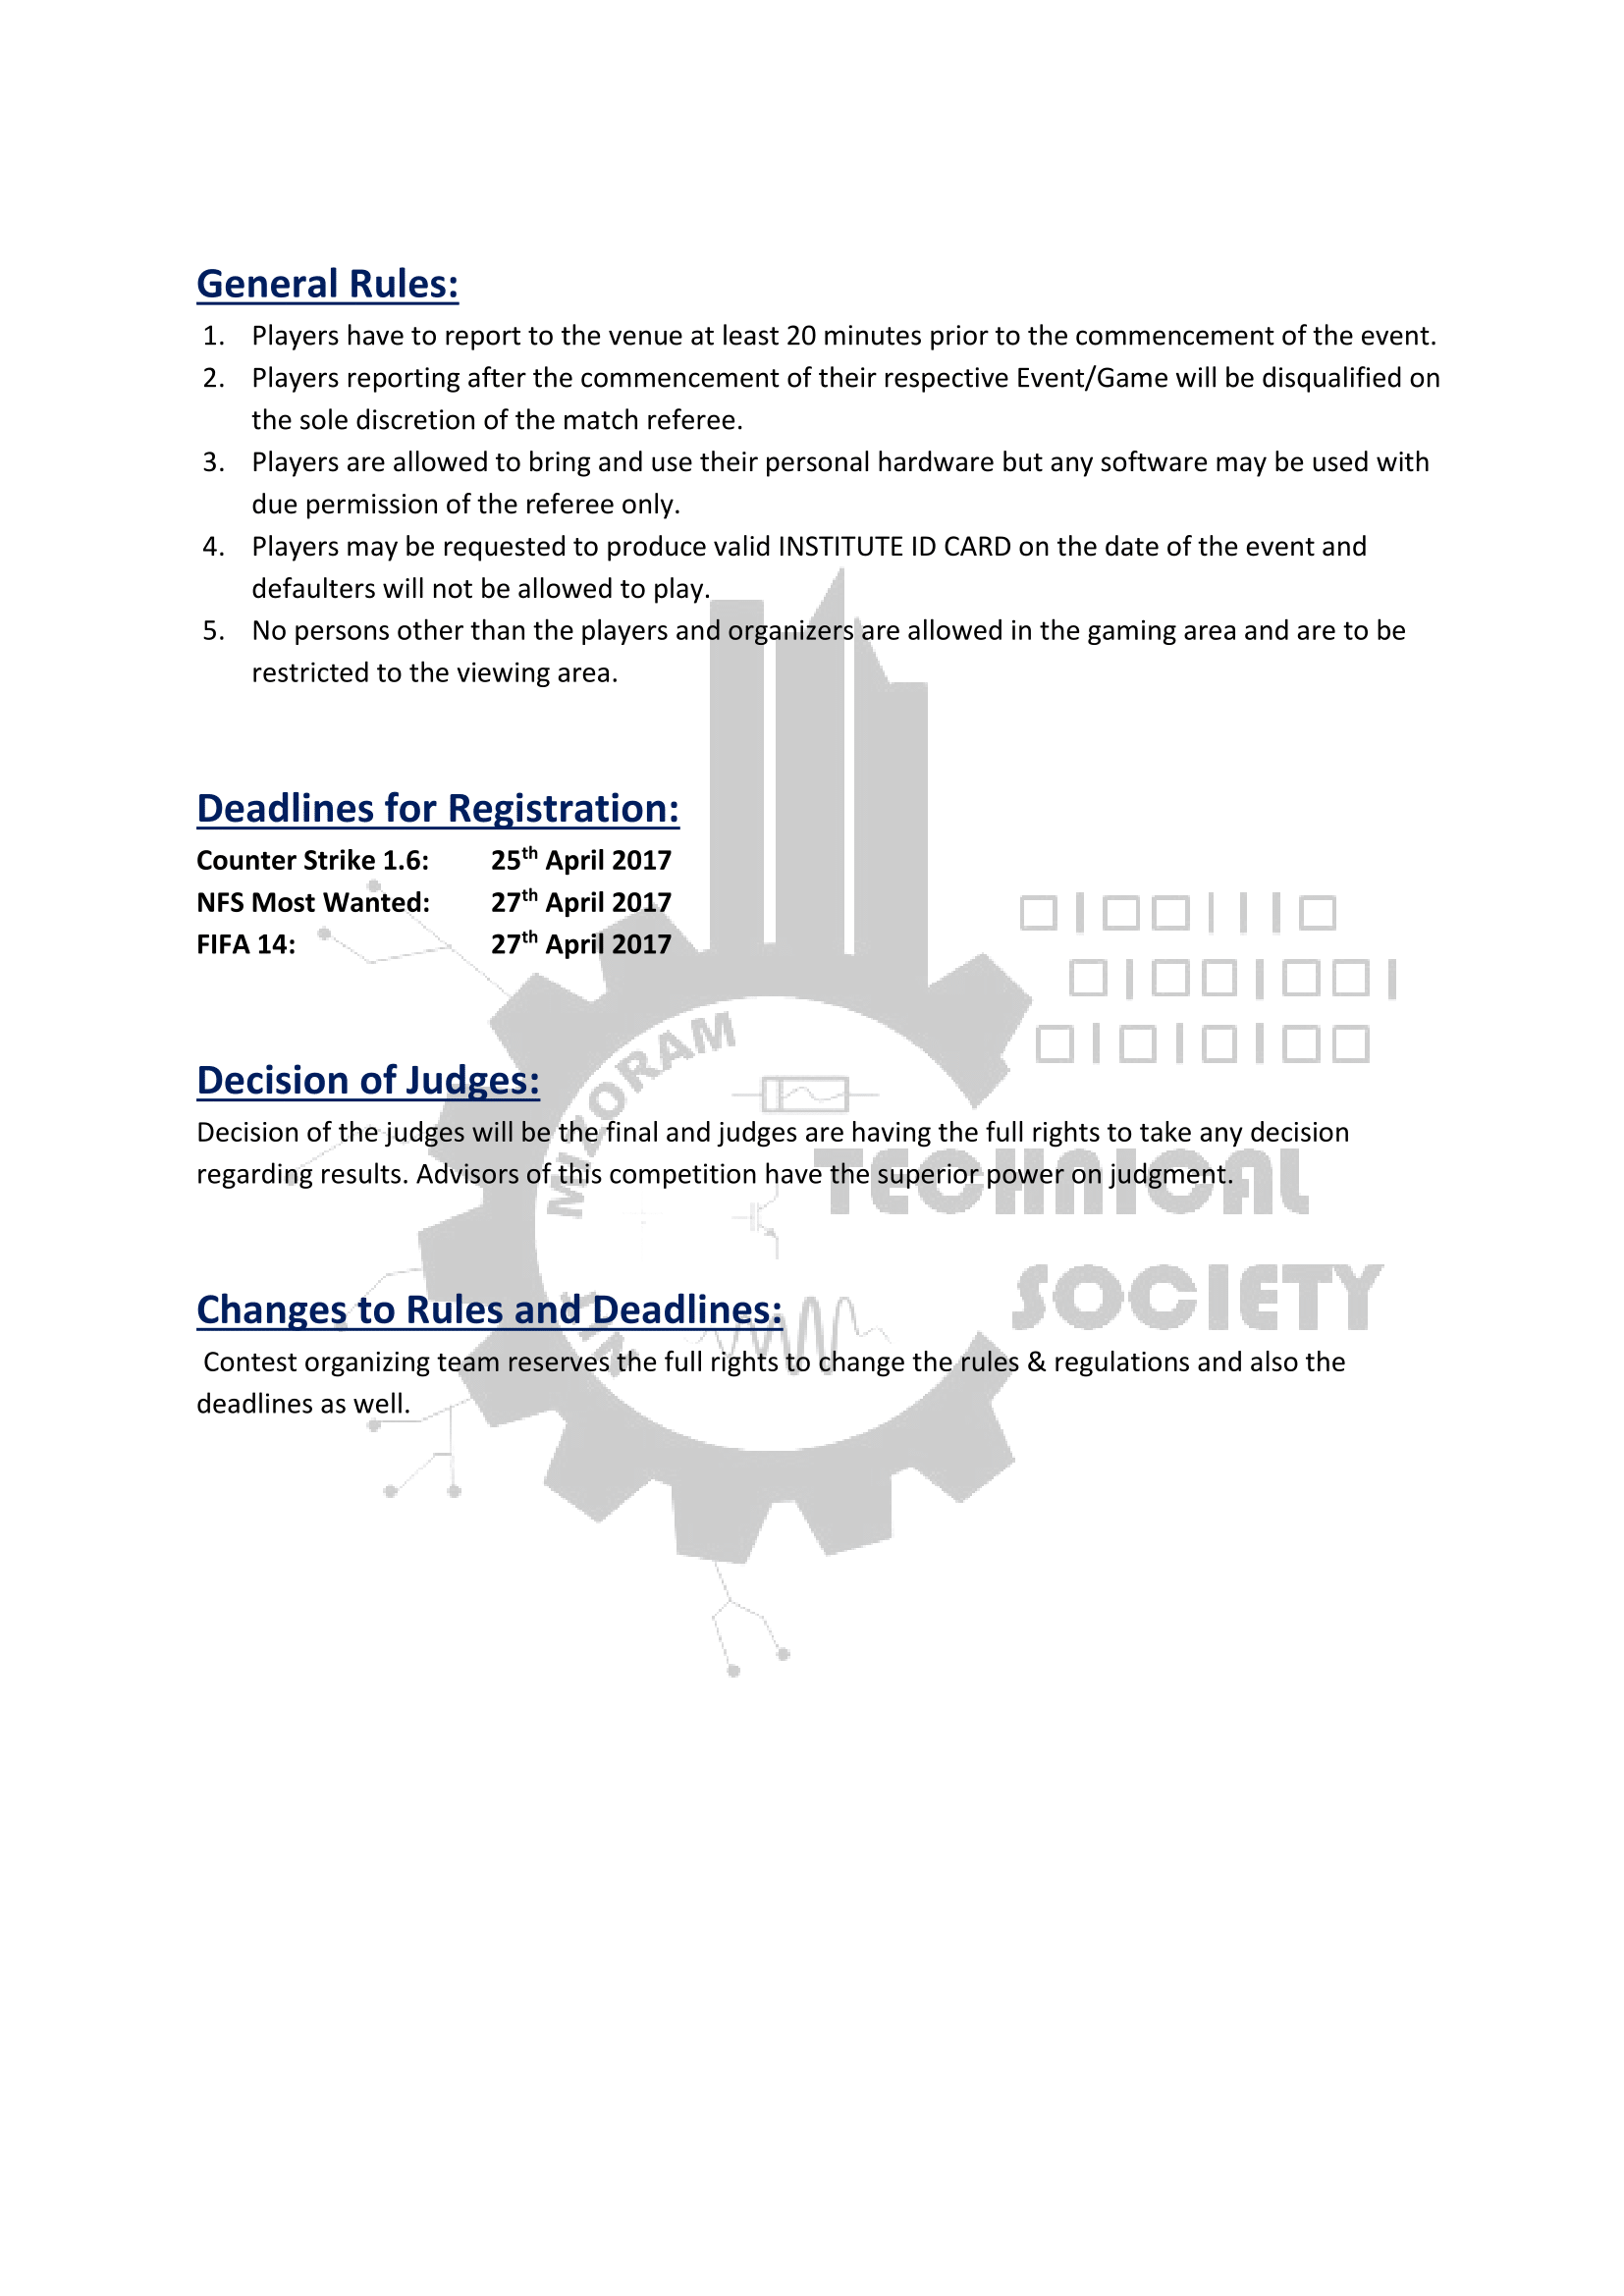 General Rules:
1. Players have to report to the venue at least 20 minutes prior to the commencement of the event.
2. Players reporting after the commencement of their respective Event/Game will be disqualified on
the sole discretion of the match referee.
3. Players are allowed to bring and use their personal hardware but any software may be used with
due permission of the referee only.
4. Players may be requested to produce valid INSTITUTE ID CARD on the date of the event and
defaulters will not be allowed to play.
5. No persons other than the players and organizers are allowed in the gaming area and are to be
restricted to the viewing area.
Deadlines for Registration:
Counter Strike 1.6: 25th April 2017
NFS Most Wanted: 27th April 2017
FIFA 14: 27th April 2017
Decision of Judges:
Decision of the judges will be the final and judges are having the full rights to take any decision
regarding results. Advisors of this competition have the superior power on judgment.
Changes to Rules and Deadlines:
Contest organizing team reserves the full rights to change the rules & regulations and also the
deadlines as well.
NIT
MIZORAM
TECHNICAL
SOCIETY